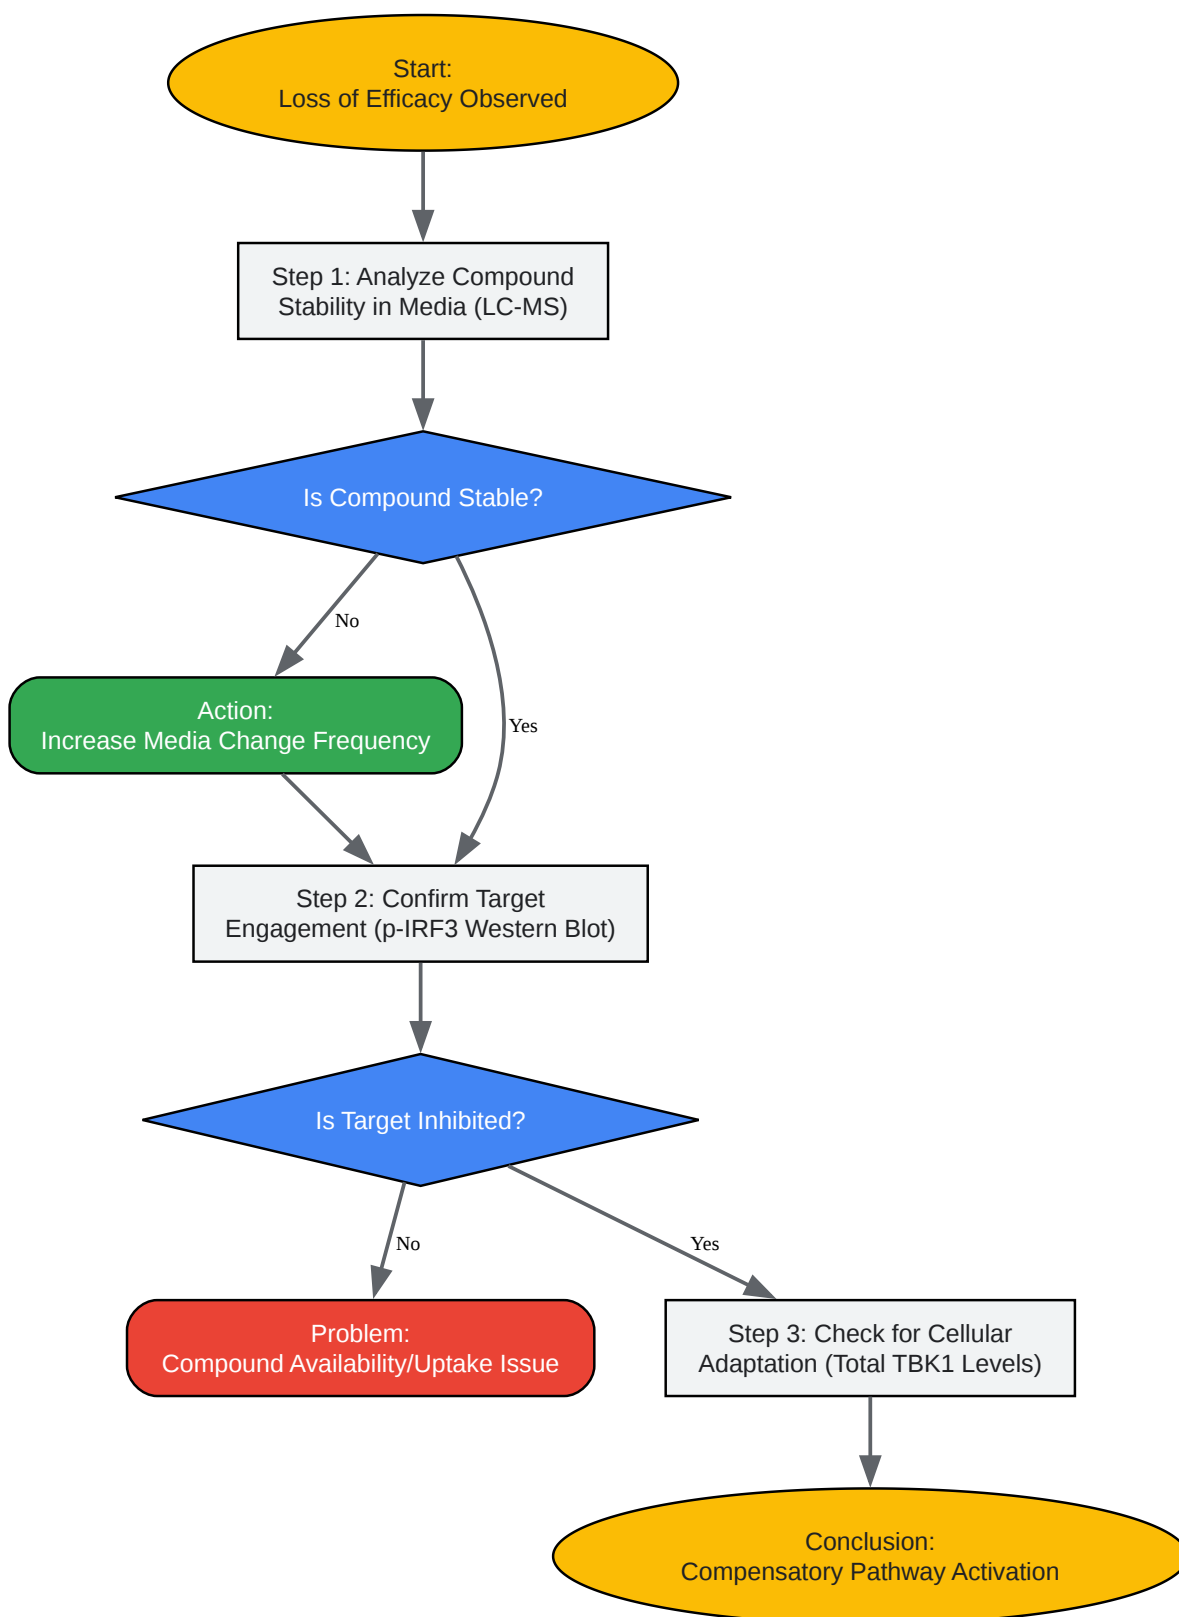 Start:
Loss of Efficacy Observed
Step 1: Analyze Compound
Stability in Media (LC-MS)
Is Compound Stable?
No
Yes
Action:
Increase Media Change Frequency
Step 2: Confirm Target
Engagement (p-IRF3 Western Blot)
Is Target Inhibited?
No
Yes
Problem:
Compound Availability/Uptake Issue
Step 3: Check for Cellular
Adaptation (Total TBK1 Levels)
Conclusion:
Compensatory Pathway Activation